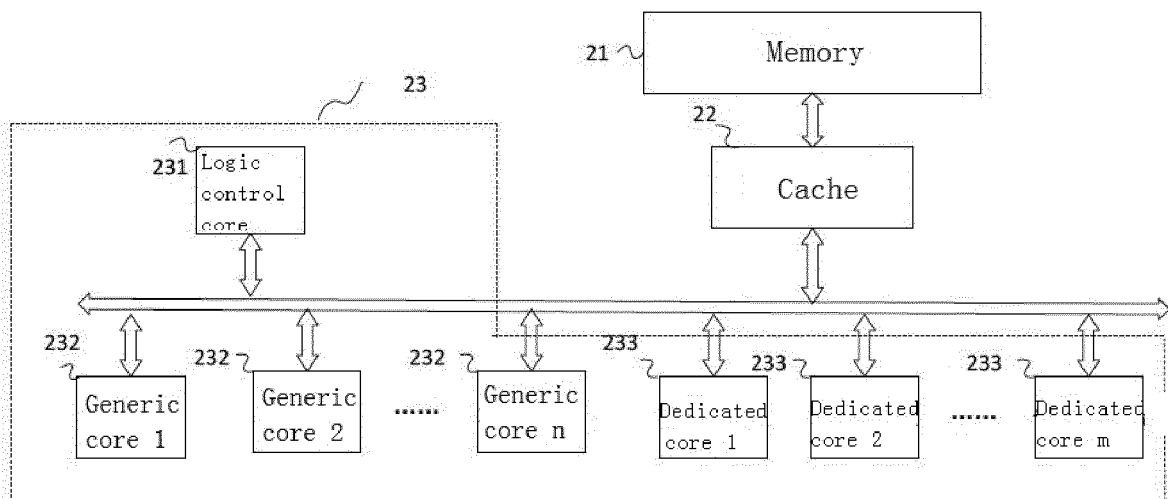 21
Memory
23
22
231
Logic
control
core
Cache
232
232
232
233
233
233
Generic
core 1
Generic
core 2
......
Generic
core n
Dedicated
core 1
Dedicated
core 2
......
Dedicated
core m